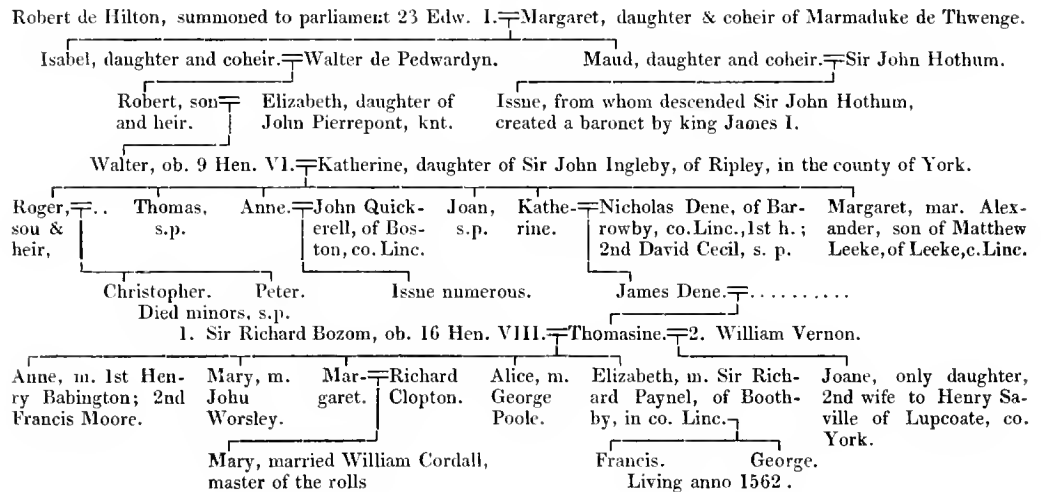 Robert de Hilton, summoned to parliament 23 Edw. I.=Margaret, daughter & coheir of Marmaduke de Thwenge.
Isabel, daughter and coheir.=Walter de Pedwardyn. Maud, daughter and coheir.=Sir John Hothum.
Robert, son= Elizabeth, daughter of Issue, from whom descended Sir John Hothum,
and heir. John Pierrepont, knt. created a baronet by king James I.
Walter, ob. 9 Hen. VI.=Katherine, daughter of Sir John Ingleby, of Ripley, in the county of York.
Roger,=.. Thomas, Anne.=John Quick- Joan, Kathe-=Nicholas Dene, of Bar- Margaret, mar. Alex-
son & s.p. erell, of Bos- s.p. rine. rowby, co. Linc., 1st h.; ander, son of Matthew
heir, ton, co. Linc. 2nd David Cecil, s. p. Leeke, of Leeke, c. Linc.
Christopher. Peter. Issue numerous. James Dene.=..........
Died minors, s.p.
1. Sir Richard Bozom, ob. 16 Hen. VIII.=Thomasine.=2. William Vernon.
Anne, m. 1st Hen- Mary, m. Mar-=Richard Alice, m. Elizabeth, m. Sir Rich- Joane, only daughter,
ry Babington; 2nd John garet. Clopton. George ard Paynel, of Booth- 2nd wife to Henry Sa-
Francis Moore. Worsley. Poole. by, in co. Linc. ville of Lupcoate, co.
York.
Mary, married William Cordall, Francis. George.
master of the rolls Living anno 1562.